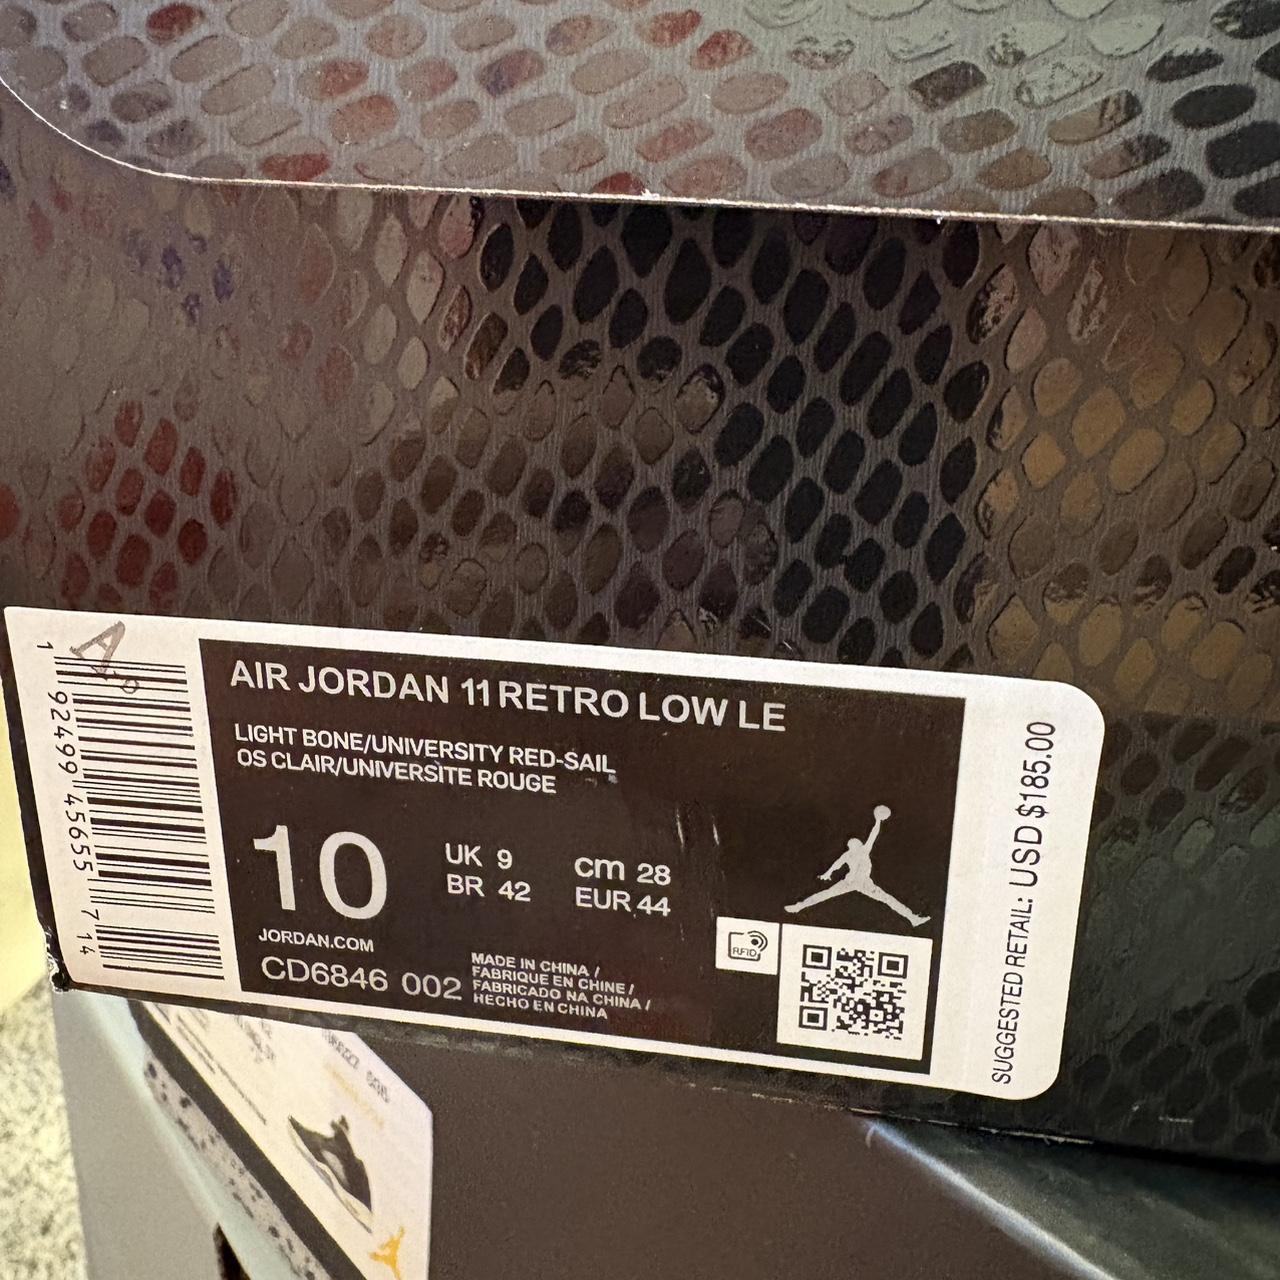 AIR JORDAN 11 RETRO LOW LE
LIGHT BONE/UNIVERSITY RED-SAIL
OS CLAIR/UNIVERSITE ROUGE
10
UK 9
cm 28
BR 42
EUR 44
JORDAN.COM
CD6846 002
MADE IN CHINA /
FABRIQUE EN CHINE /
FABRICADO NA CHINA /
HECHO EN CHINA
RFID
SUGGESTED RETAIL: USD $185.00
1 92499 45655 7 14